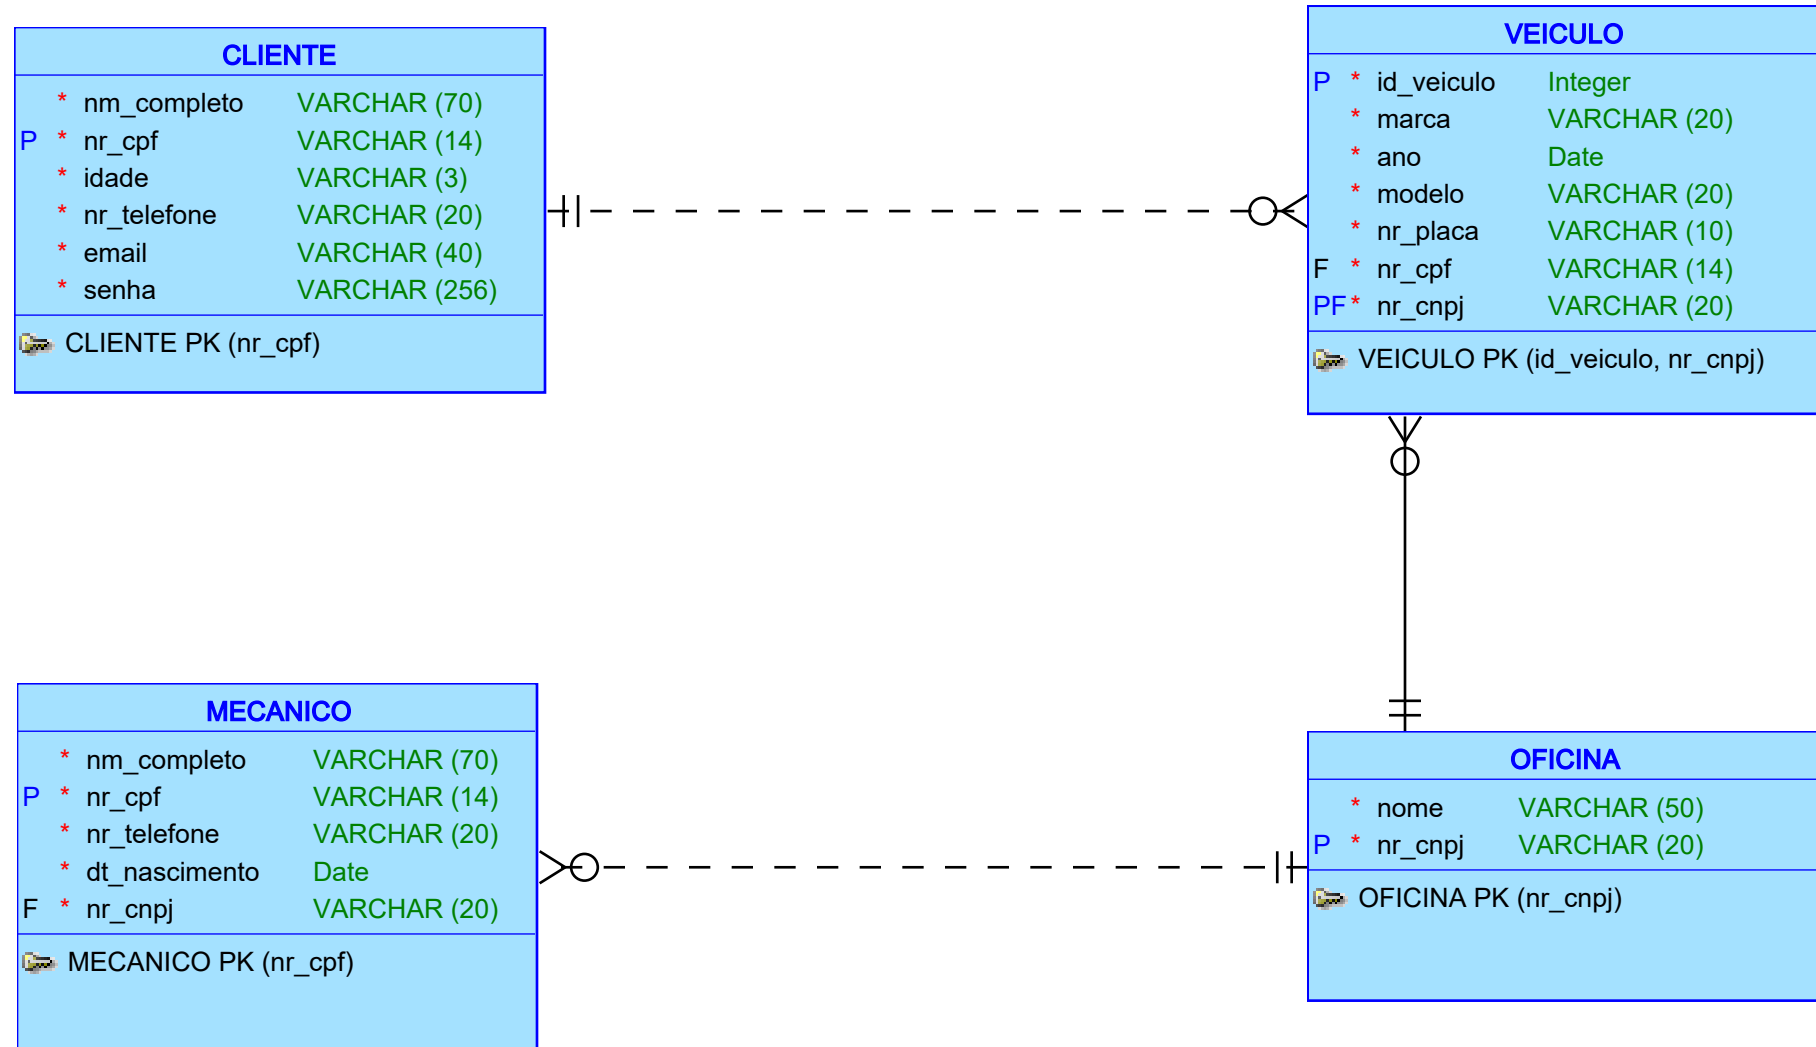 CLIENTE
* nm_completo VARCHAR (70)
P * nr_cpf VARCHAR (14)
* idade VARCHAR (3)
* nr_telefone VARCHAR (20)
* email VARCHAR (40)
* senha VARCHAR (256)
CLIENTE PK (nr_cpf)
VEICULO
P * id_veiculo Integer
* marca VARCHAR (20)
* ano Date
* modelo VARCHAR (20)
* nr_placa VARCHAR (10)
F * nr_cpf VARCHAR (14)
PF * nr_cnpj VARCHAR (20)
VEICULO PK (id_veiculo, nr_cnpj)
MECANICO
* nm_completo VARCHAR (70)
P * nr_cpf VARCHAR (14)
* nr_telefone VARCHAR (20)
* dt_nascimento Date
F * nr_cnpj VARCHAR (20)
MECANICO PK (nr_cpf)
OFICINA
* nome VARCHAR (50)
P * nr_cnpj VARCHAR (20)
OFICINA PK (nr_cnpj)